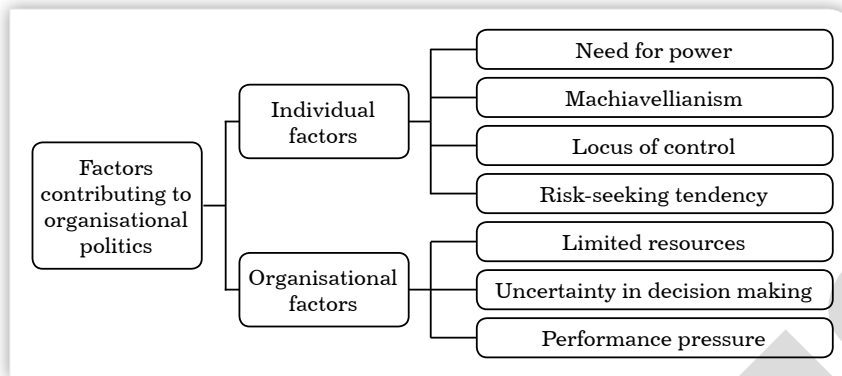 Factors
contributing to
organisational
politics
Individual
factors
Need for power
Machiavellianism
Locus of control
Risk-seeking tendency
Organisational
factors
Limited resources
Uncertainty in decision making
Performance pressure